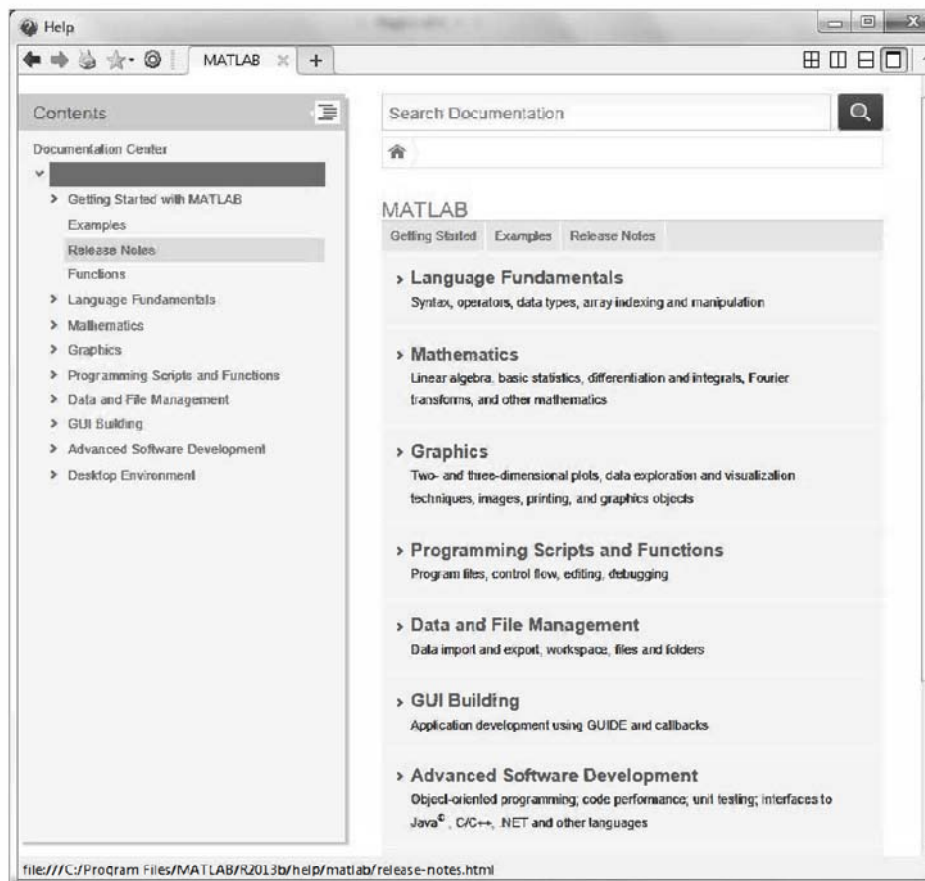 Help
MATLAB
Contents
Documentation Center
Getting Started with MATLAB
Examples
Release Notes
Functions
Language Fundamentals
Mathematics
Graphics
Programming Scripts and Functions
Data and File Management
GUI Building
Advanced Software Development
Desktop Environment
Search Documentation
MATLAB
Getting Started Examples Release Notes
Language Fundamentals
Syntax, operators, data types, array indexing and manipulation
Mathematics
Linear algebra, basic statistics, differentiation and integrals, Fourier
transforms, and other mathematics
Graphics
Two- and three-dimensional plots, data exploration and visualization
techniques, images, printing, and graphics objects
Programming Scripts and Functions
Program files, control flow, editing, debugging
Data and File Management
Data import and export, workspace, files and folders
GUI Building
Application development using GUIDE and callbacks
Advanced Software Development
Object-oriented programming; code performance; unit testing; interfaces to
Java©, C/C++, .NET and other languages
file:///C:/Program Files/MATLAB/R2013b/help/matlab/release-notes.html